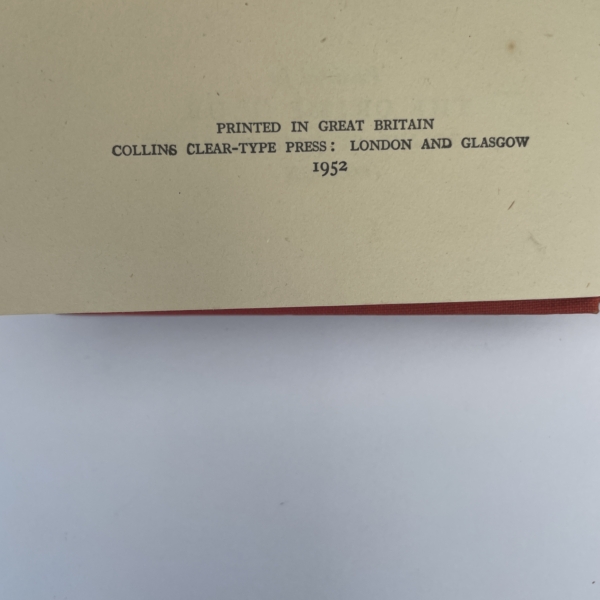 PRINTED IN GREAT BRITAIN
COLLINS CLEAR-TYPE PRESS: LONDON AND GLASGOW
1952